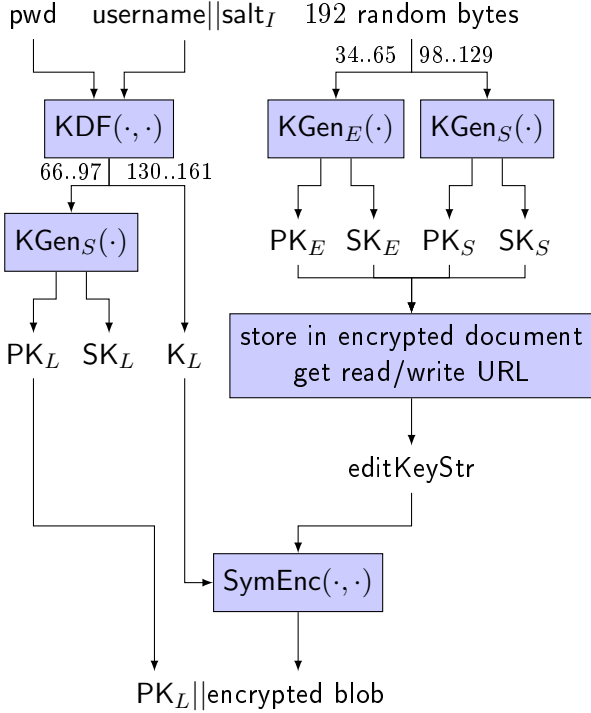 pwd username||salt_I 192 random bytes
34..65 98..129
KDF(·,·) KGen_E(·) KGen_S(·)
66..97 130..161
KGen_S(·) PK_E SK_E PK_S SK_S
store in encrypted document
get read/write URL
PK_L SK_L K_L
editKeyStr
SymEnc(·,·)
PK_L||encrypted blob